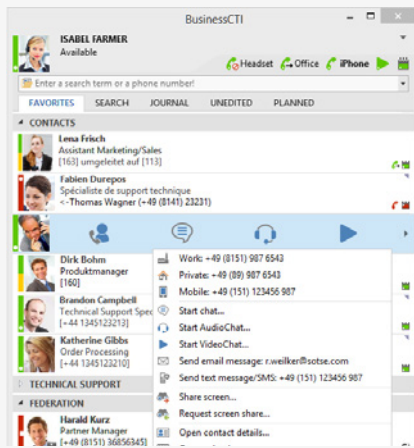 BusinessCTI
ISABEL FARMER
Available
Headset Office iPhone
Enter a search term or a phone number!
FAVORITES SEARCH JOURNAL UNEDITED PLANNED
CONTACTS
Lena Frisch
Assistant Marketing/Sales
[163] umgeleitet auf [113]
Fabien Durepos
Spécialiste de support technique
<-Thomas Wagner (+49 (8141) 23231)
Work: +49 (8151) 987 6543
Private: +49 (89) 987 6543
Mobile: +49 (151) 123456 987
Start chat...
Start AudioChat...
Start VideoChat...
Send email message: r.weilker@sotse.com
Send text message/SMS: +49 (151) 123456 987
Share screen...
Request screen share...
Open contact details...
Dirk Bohm
Produktmanager
[160]
Brandon Campbell
Technical Support Spec
[+44 1345123213]
Katherine Gibbs
Order Processing
[+44 1345123210]
TECHNICAL SUPPORT
FEDERATION
Harald Kurz
Partner Manager
[+49 (8151) 36856345]